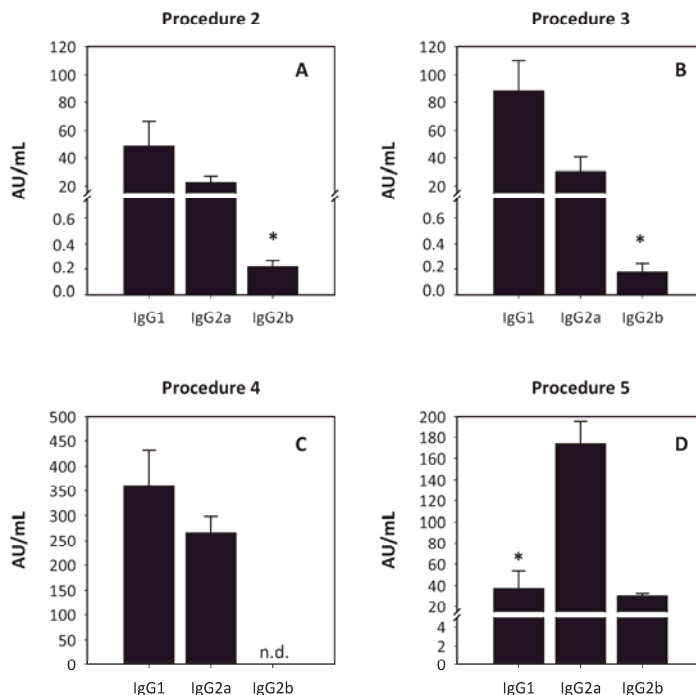 Procedure 2
A
AU/mL
120
100
80
60
40
20
0.6
0.4
0.2
0.0
*
IgG1 IgG2a IgG2b
Procedure 3
B
AU/mL
120
100
80
60
40
20
0.6
0.4
0.2
0.0
*
IgG1 IgG2a IgG2b
Procedure 4
C
AU/mL
500
450
400
350
300
250
200
150
100
50
0
n.d.
IgG1 IgG2a IgG2b
Procedure 5
D
AU/mL
200
180
160
140
120
100
80
60
40
20
4
2
0
*
IgG1 IgG2a IgG2b